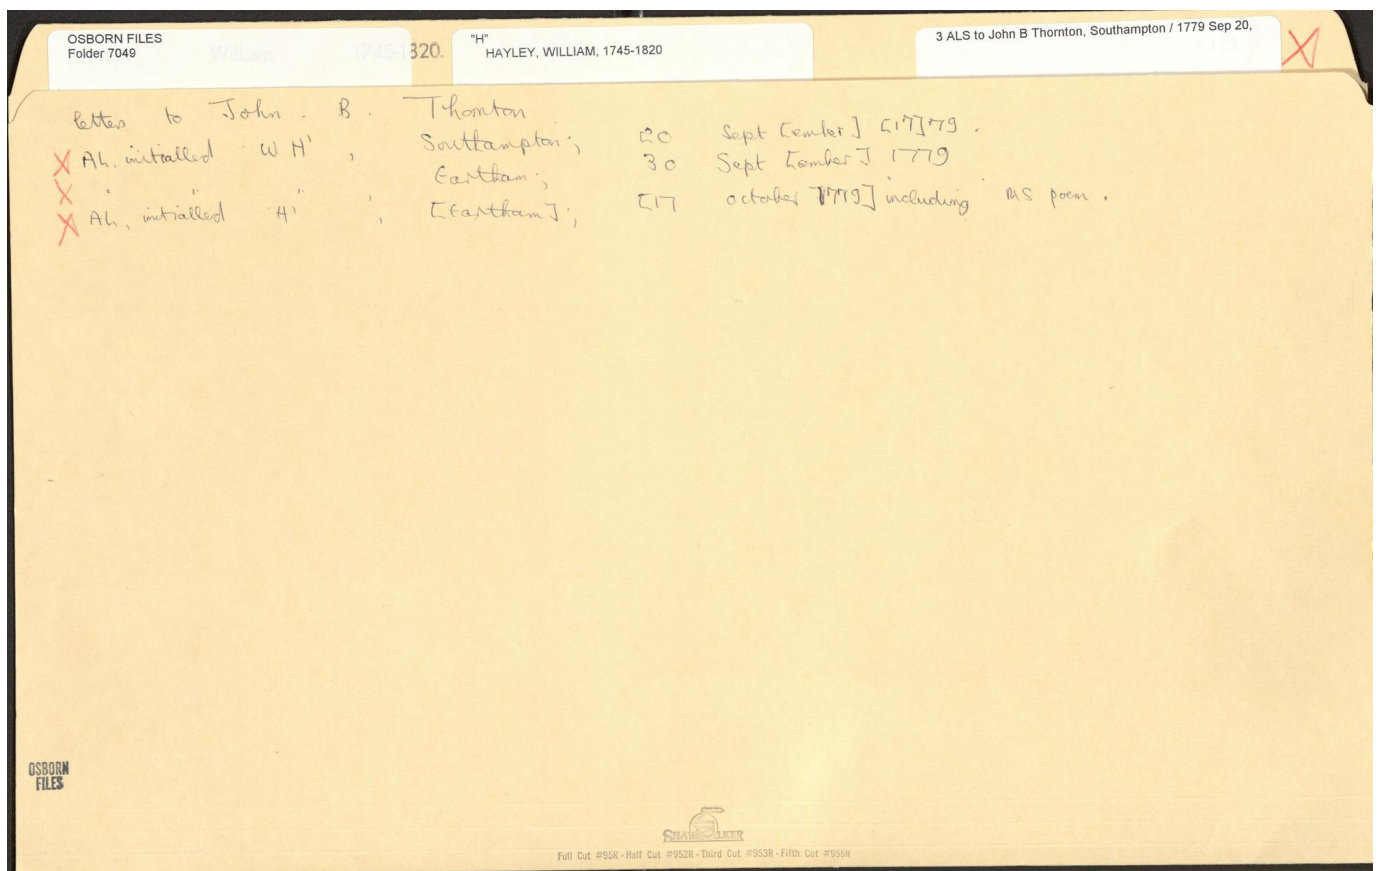 OSBORN FILES
Folder 7049
William 1745-1820.
"H"
HAYLEY, WILLIAM, 1745-1820
3 ALS to John B Thornton, Southampton / 1779 Sep 20,
X
letters to John. B. Thornton
X AL, initialled 'W H', Southampton; 20 Sept [ember] [17]79.
X " " ", Eartham; 30 Sept [ember] 1779
X AL, initialled 'H', [Eartham]; [17 october 1779] including MS poem.
OSBORN
FILES
Full Cut #95R - Half Cut #952R - Third Cut #953R - Fifth Cut #955R